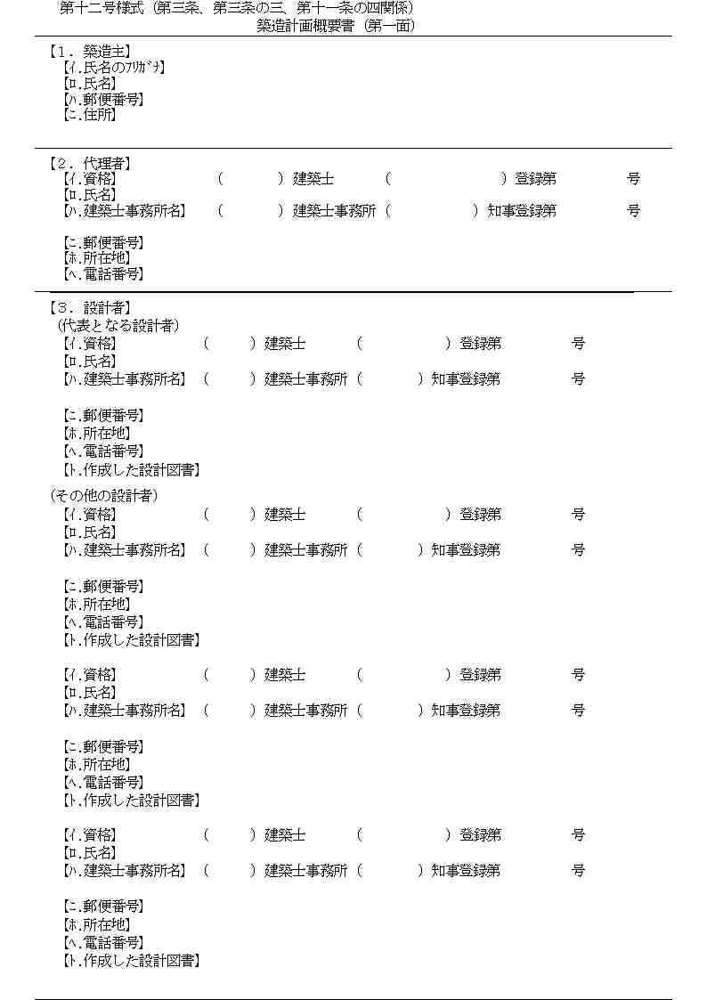 第十二号様式（第三条、第三条の三、第十一条の四関係）
築造計画概要書（第一面）
【１．築造主】
【ｲ.氏名のﾌﾘｶﾞﾅ】
【ﾛ.氏名】
【ﾊ.郵便番号】
【ﾆ.住所】
【２．代理者】
【ｲ.資格】　（　　　）建築士　（　　　）登録第　　　号
【ﾛ.氏名】
【ﾊ.建築士事務所名】　（　　　）建築士事務所（　　　）知事登録第　　　号
【ﾆ.郵便番号】
【ﾎ.所在地】
【ﾍ.電話番号】
【３．設計者】
（代表となる設計者）
【ｲ.資格】　（　　　）建築士　（　　　）登録第　　　号
【ﾛ.氏名】
【ﾊ.建築士事務所名】　（　　　）建築士事務所（　　　）知事登録第　　　号
【ﾆ.郵便番号】
【ﾎ.所在地】
【ﾍ.電話番号】
【ﾄ.作成した設計図書】
（その他の設計者）
【ｲ.資格】　（　　　）建築士　（　　　）登録第　　　号
【ﾛ.氏名】
【ﾊ.建築士事務所名】　（　　　）建築士事務所（　　　）知事登録第　　　号
【ﾆ.郵便番号】
【ﾎ.所在地】
【ﾍ.電話番号】
【ﾄ.作成した設計図書】
【ｲ.資格】　（　　　）建築士　（　　　）登録第　　　号
【ﾛ.氏名】
【ﾊ.建築士事務所名】　（　　　）建築士事務所（　　　）知事登録第　　　号
【ﾆ.郵便番号】
【ﾎ.所在地】
【ﾍ.電話番号】
【ﾄ.作成した設計図書】
【ｲ.資格】　（　　　）建築士　（　　　）登録第　　　号
【ﾛ.氏名】
【ﾊ.建築士事務所名】　（　　　）建築士事務所（　　　）知事登録第　　　号
【ﾆ.郵便番号】
【ﾎ.所在地】
【ﾍ.電話番号】
【ﾄ.作成した設計図書】